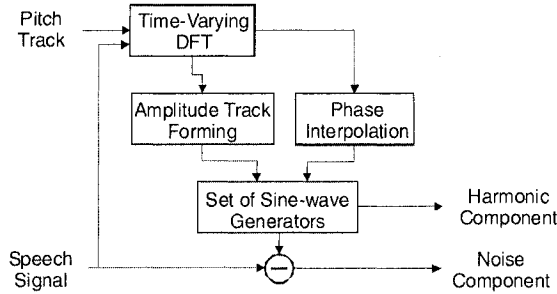 Pitch
Track
Time-Varying
DFT
Amplitude Track
Forming
Phase
Interpolation
Set of Sine-wave
Generators
Harmonic
Component
Speech
Signal
Noise
Component